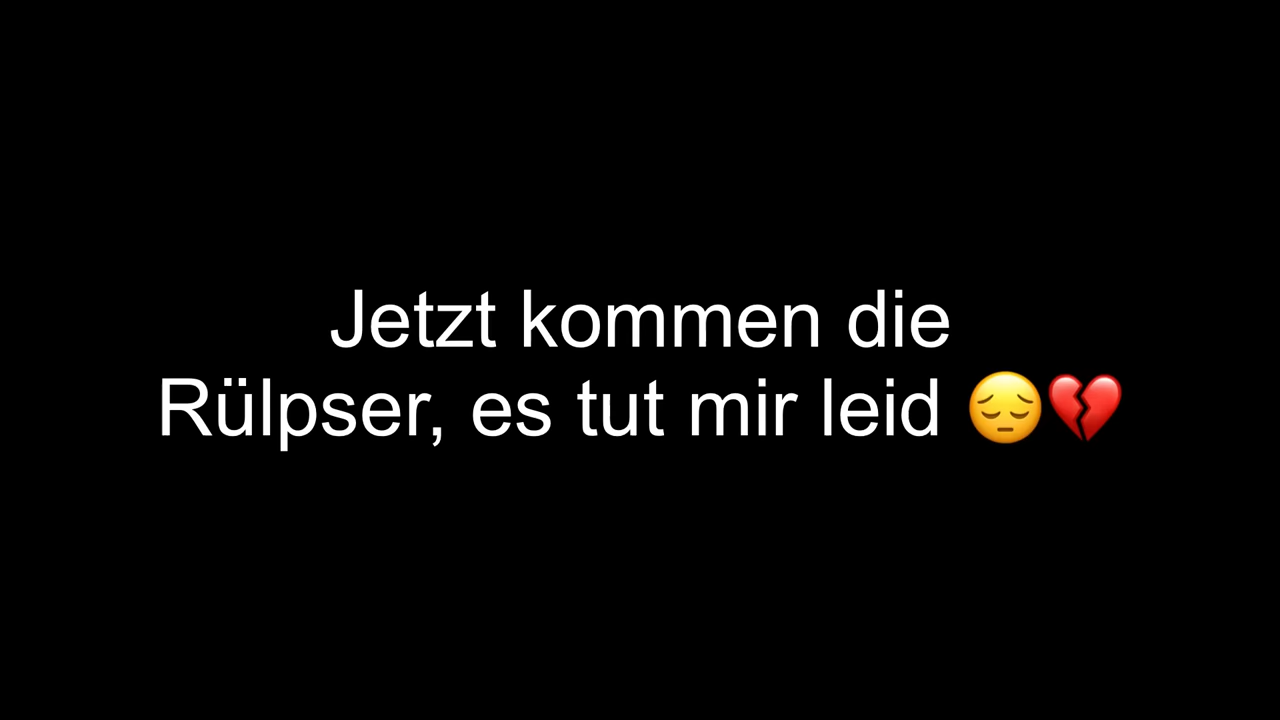 Jetzt kommen die
Rülpser, es tut mir leid 😔💔